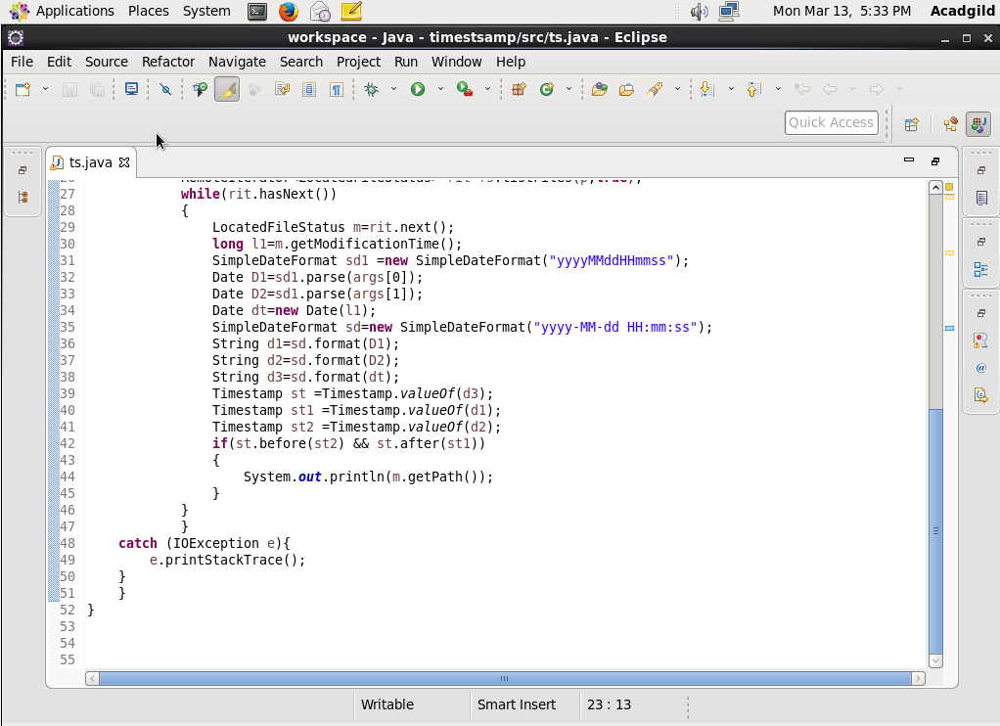 Applications Places System Mon Mar 13, 5:33 PM Acadgild
workspace - Java - timestsamp/src/ts.java - Eclipse
File Edit Source Refactor Navigate Search Project Run Window Help
Quick Access
ts.java
26 RemoteIterator<LocatedFileStatus> rit=fs.listFiles(p,true);
27 while(rit.hasNext())
28 {
29 LocatedFileStatus m=rit.next();
30 long l1=m.getModificationTime();
31 SimpleDateFormat sd1 =new SimpleDateFormat("yyyyMMddHHmmss");
32 Date D1=sd1.parse(args[0]);
33 Date D2=sd1.parse(args[1]);
34 Date dt=new Date(l1);
35 SimpleDateFormat sd=new SimpleDateFormat("yyyy-MM-dd HH:mm:ss");
36 String d1=sd.format(D1);
37 String d2=sd.format(D2);
38 String d3=sd.format(dt);
39 Timestamp st =Timestamp.valueOf(d3);
40 Timestamp st1 =Timestamp.valueOf(d1);
41 Timestamp st2 =Timestamp.valueOf(d2);
42 if(st.before(st2) && st.after(st1))
43 {
44 System.out.println(m.getPath());
45 }
46 }
47 }
48 catch (IOException e){
49 e.printStackTrace();
50 }
51 }
52 }
53
54
55
Writable Smart Insert 23 : 13